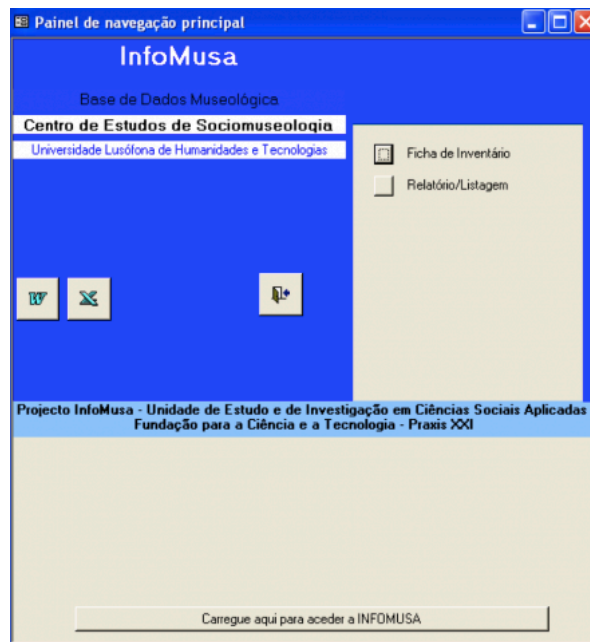 Painel de navegação principal
InfoMusa
Base de Dados Museológica
Centro de Estudos de Sociomuseologia
Universidade Lusófona de Humanidades e Tecnologias
Ficha de Inventário
Relatório/Listagem
Projecto InfoMusa - Unidade de Estudo e de Investigação em Ciências Sociais Aplicadas
Fundação para a Ciência e a Tecnologia - Praxis XXI
Carregue aqui para aceder a INFOMUSA